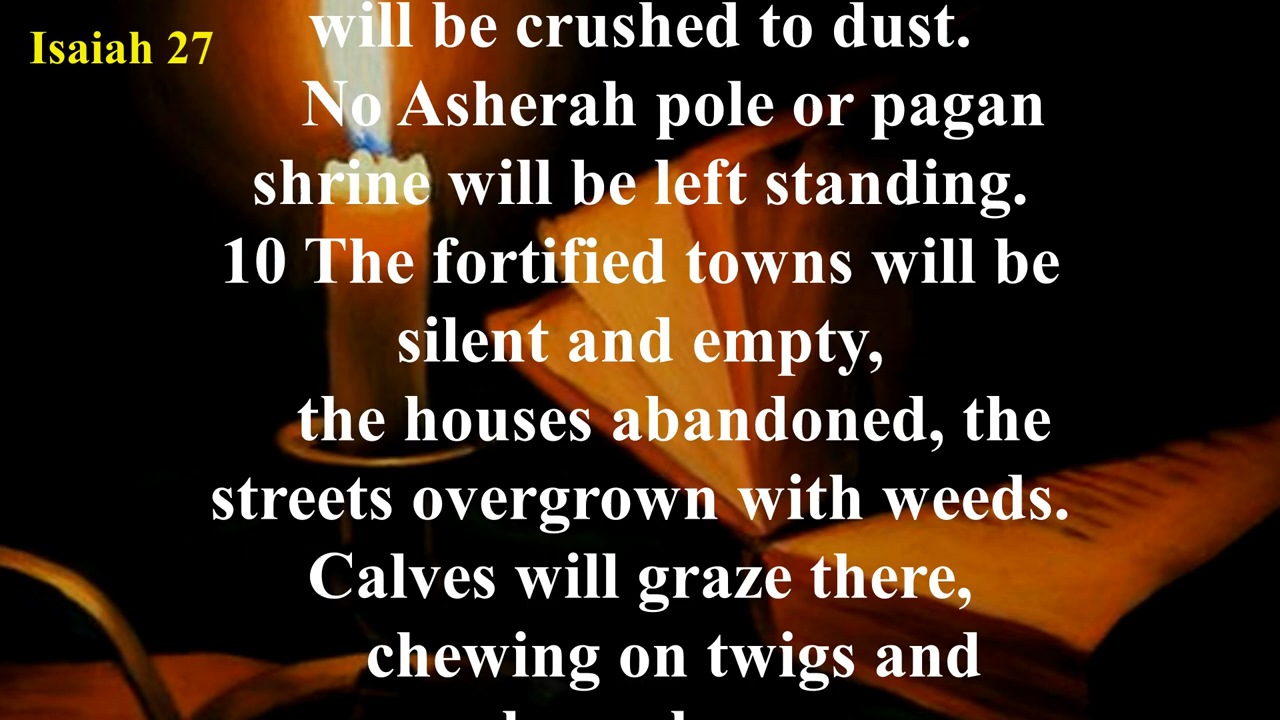 Isaiah 27
will be crushed to dust.
No Asherah pole or pagan
shrine will be left standing.
10 The fortified towns will be
silent and empty,
the houses abandoned, the
streets overgrown with weeds.
Calves will graze there,
chewing on twigs and